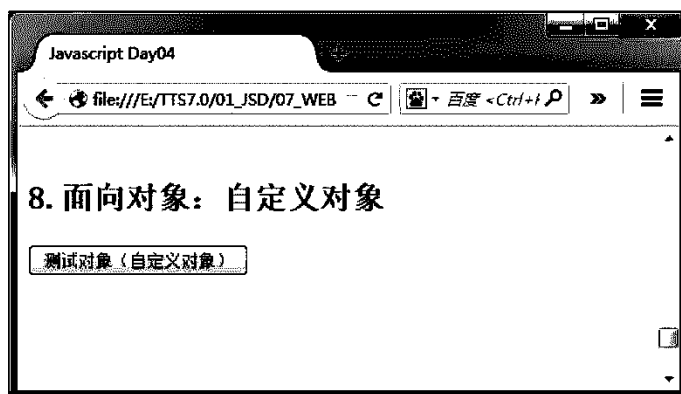 Javascript Day04
file:///E:/TTS7.0/01_JSD/07_WEB
百度 <Ctrl+
8. 面向对象：自定义对象
测试对象（自定义对象）